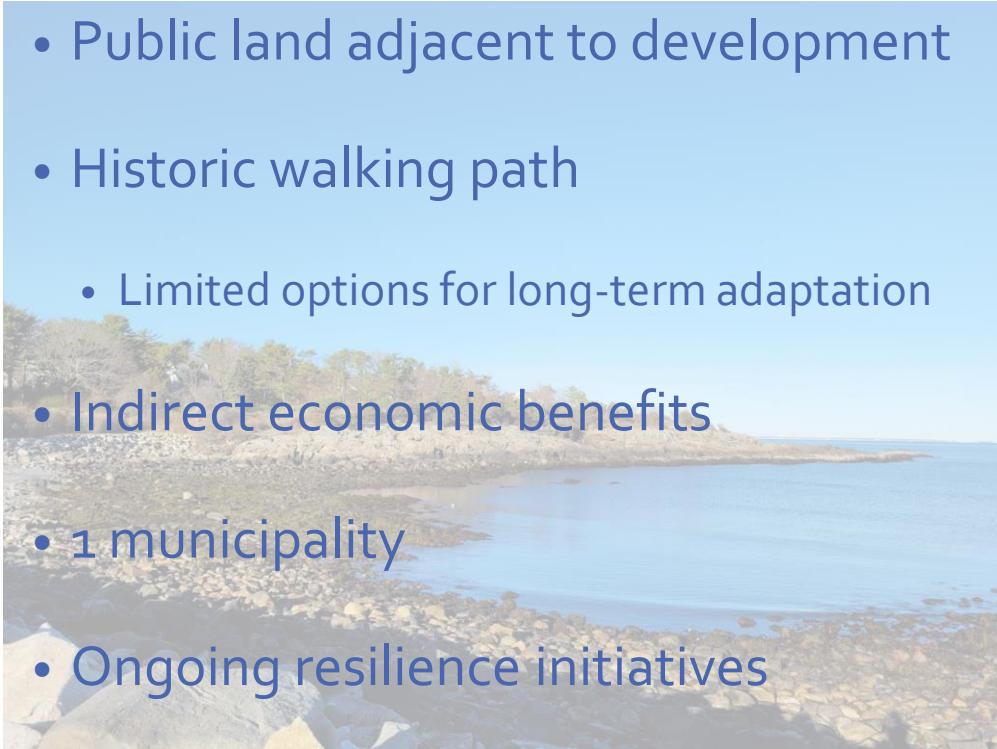 • Public land adjacent to development
• Historic walking path
• Limited options for long-term adaptation
• Indirect economic benefits
• 1 municipality
• Ongoing resilience initiatives